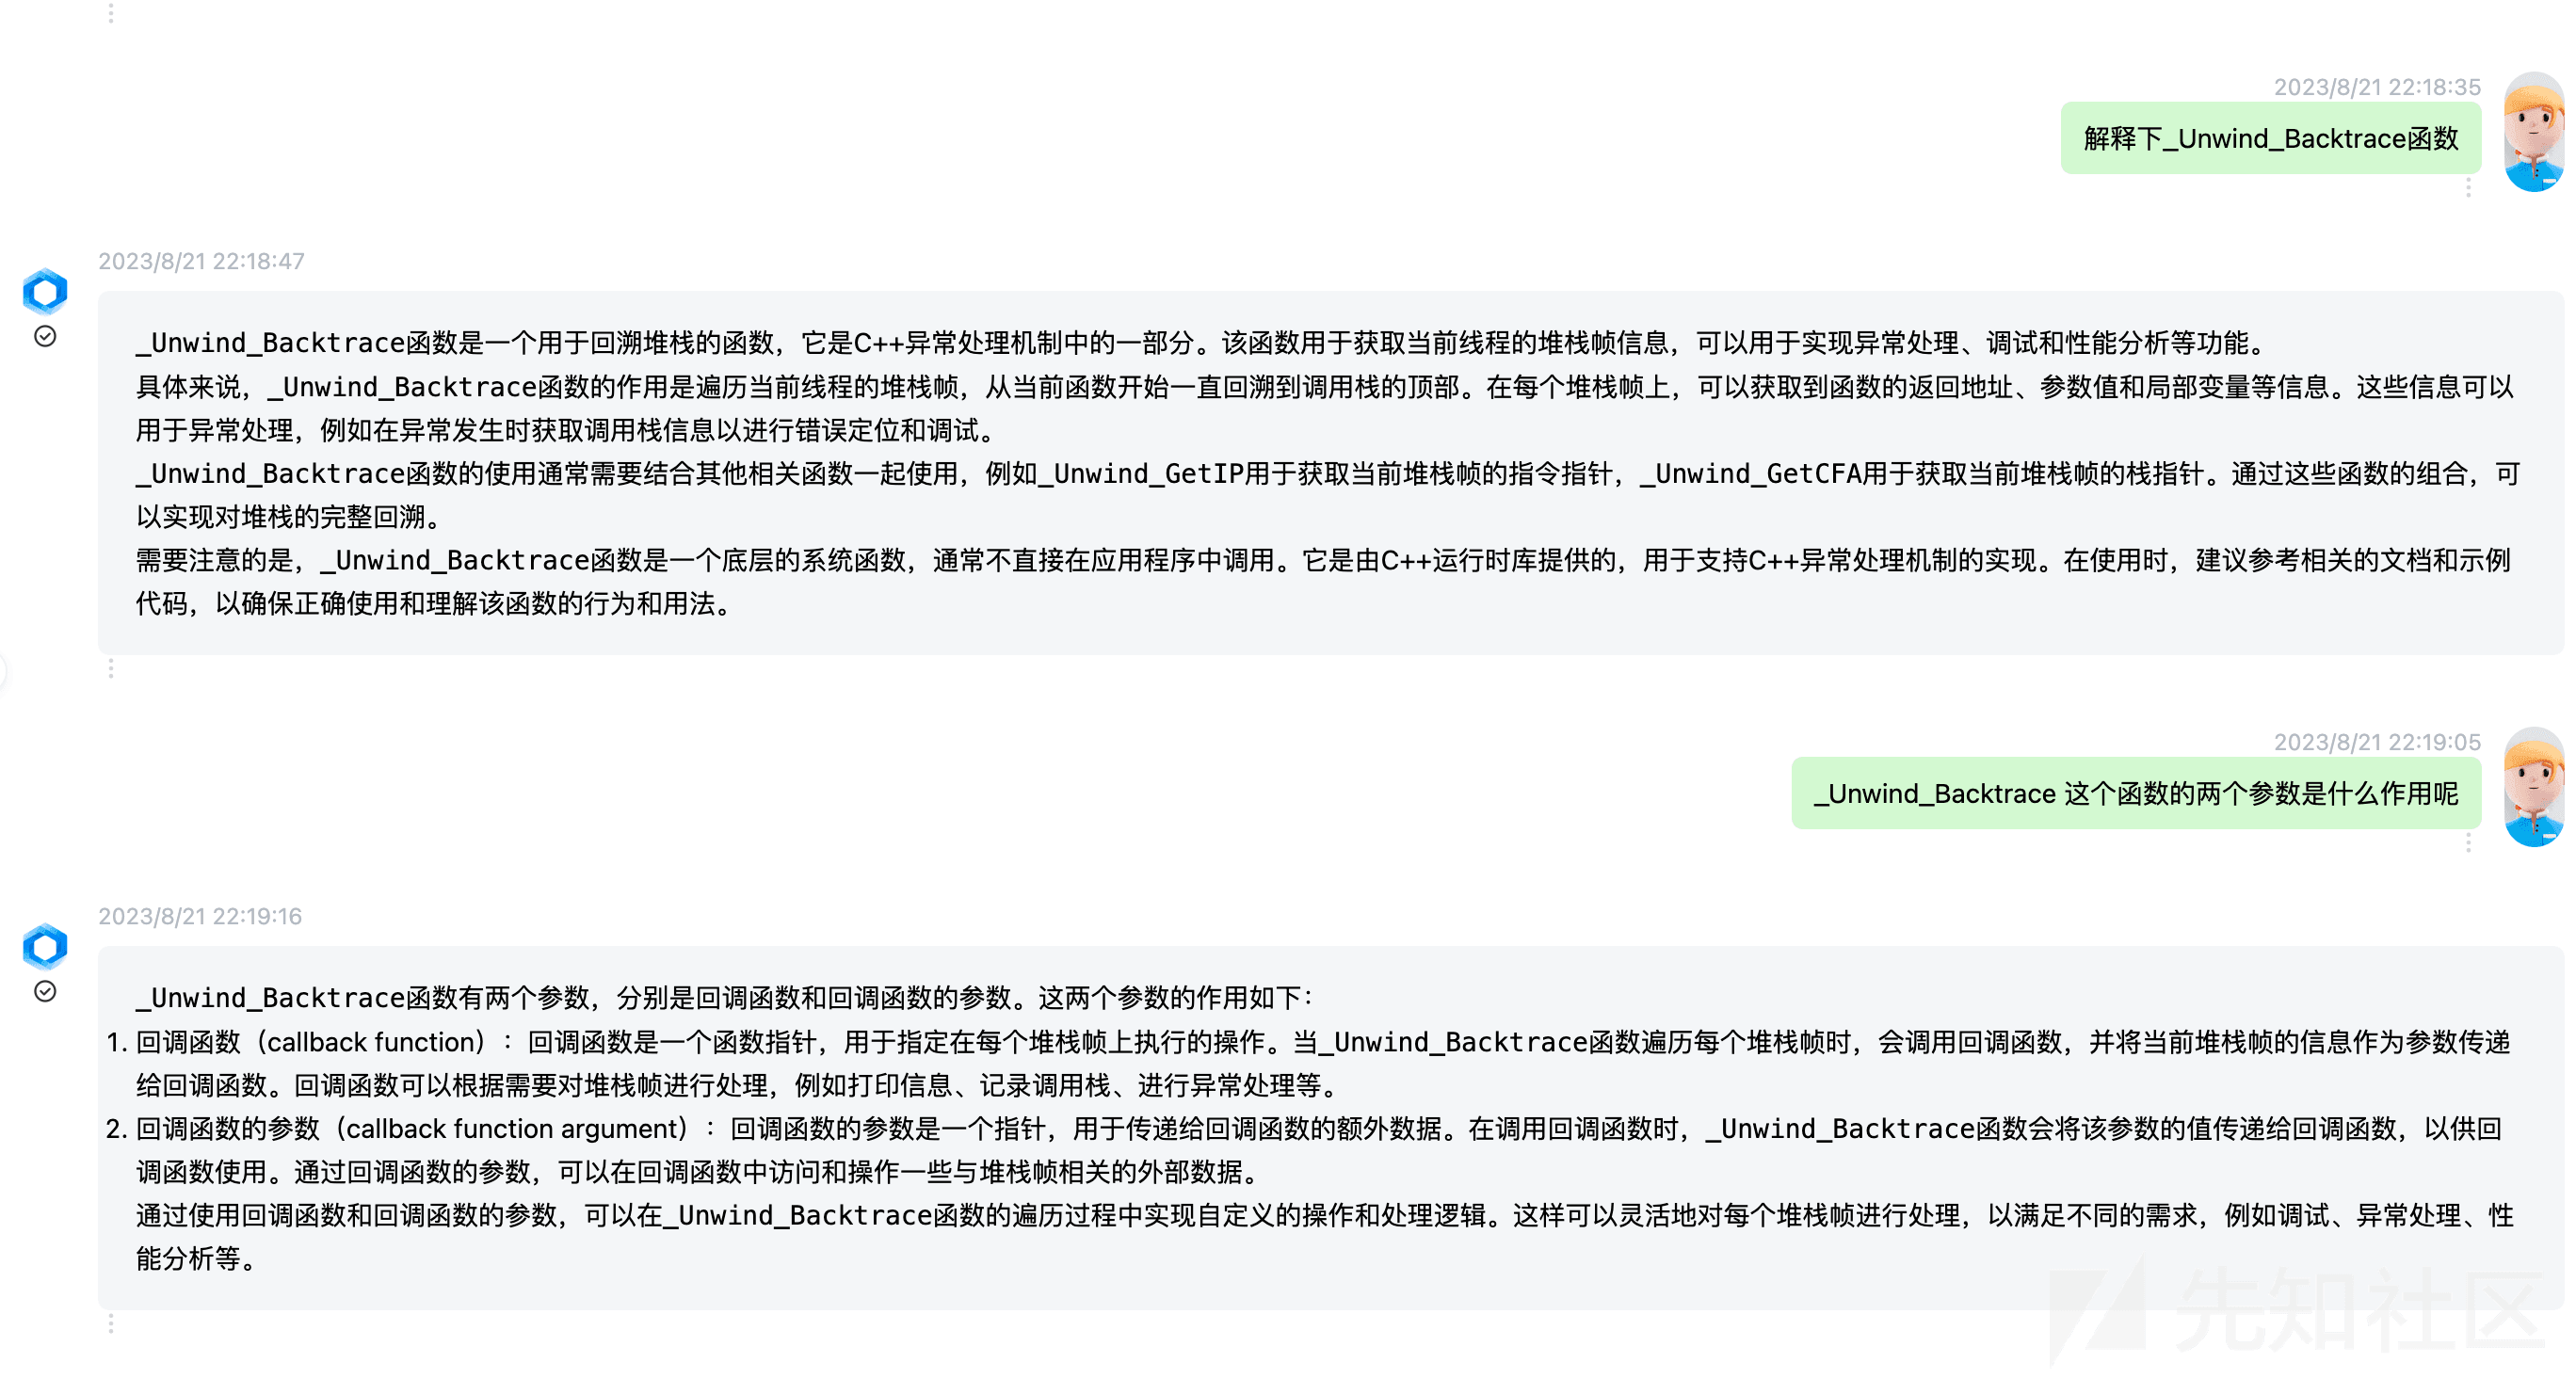 2023/8/21 22:18:35
解释下_Unwind_Backtrace函数
2023/8/21 22:18:47
_Unwind_Backtrace函数是一个用于回溯堆栈的函数，它是C++异常处理机制中的一部分。该函数用于获取当前线程的堆栈帧信息，可以用于实现异常处理、调试和性能分析等功能。
具体来说，_Unwind_Backtrace函数的作用是遍历当前线程的堆栈帧，从当前函数开始一直回溯到调用栈的顶部。在每个堆栈帧上，可以获取到函数的返回地址、参数值和局部变量等信息。这些信息可以
用于异常处理，例如在异常发生时获取调用栈信息以进行错误定位和调试。
_Unwind_Backtrace函数的使用通常需要结合其他相关函数一起使用，例如_Unwind_GetIP用于获取当前堆栈帧的指令指针，_Unwind_GetCFA用于获取当前堆栈帧的栈指针。通过这些函数的组合，可
以实现对堆栈的完整回溯。
需要注意的是，_Unwind_Backtrace函数是一个底层的系统函数，通常不直接在应用程序中调用。它是由C++运行时库提供的，用于支持C++异常处理机制的实现。在使用时，建议参考相关的文档和示例
代码，以确保正确使用和理解该函数的行为和用法。
2023/8/21 22:19:05
_Unwind_Backtrace 这个函数的两个参数是什么作用呢
2023/8/21 22:19:16
_Unwind_Backtrace函数有两个参数，分别是回调函数和回调函数的参数。这两个参数的作用如下：
1. 回调函数（callback function）：回调函数是一个函数指针，用于指定在每个堆栈帧上执行的操作。当_Unwind_Backtrace函数遍历每个堆栈帧时，会调用回调函数，并将当前堆栈帧的信息作为参数传递
给回调函数。回调函数可以根据需要对堆栈帧进行处理，例如打印信息、记录调用栈、进行异常处理等。
2. 回调函数的参数（callback function argument）：回调函数的参数是一个指针，用于传递给回调函数的额外数据。在调用回调函数时，_Unwind_Backtrace函数会将该参数的值传递给回调函数，以供回
调函数使用。通过回调函数的参数，可以在回调函数中访问和操作一些与堆栈帧相关的外部数据。
通过使用回调函数和回调函数的参数，可以在_Unwind_Backtrace函数的遍历过程中实现自定义的操作和处理逻辑。这样可以灵活地对每个堆栈帧进行处理，以满足不同的需求，例如调试、异常处理、性
能分析等。
先知社区